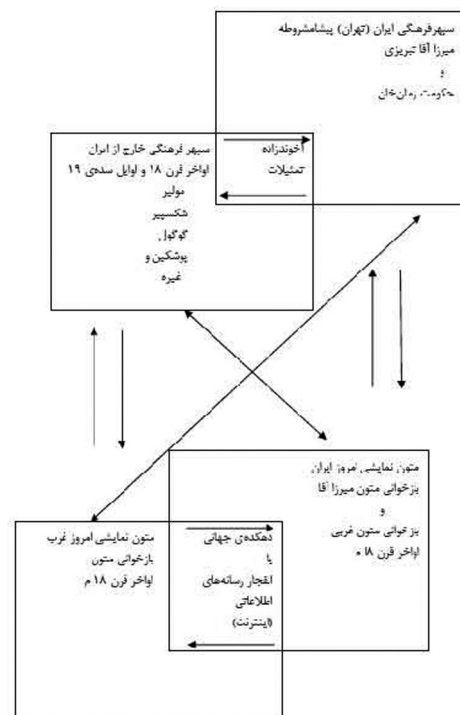 سپهرفرهنگی ایران (تهران) پیشامشروطه
میرزا آقا تبریزی
و
حکومت زمان‌خان
آخوندزاده
تمثیلات
سپهر فرهنگی خارج از ایران
اواخر قرن ۱۸ و اوایل سده‌ی ۱۹
مولیر
شکسپیر
گوگول
پوشکین و
غیره
متون نمایشی امروز ایران
بازخوانی متون میرزا آقا
و
بازخوانی متون غربی
اواخر قرن ۱۸ م
دهکده‌ی جهانی
یا
انفجار رسانه‌های
اطلاعاتی
(اینترنت)
متون نمایشی امروز غرب
بازخوانی متون
اواخر قرن ۱۸ م